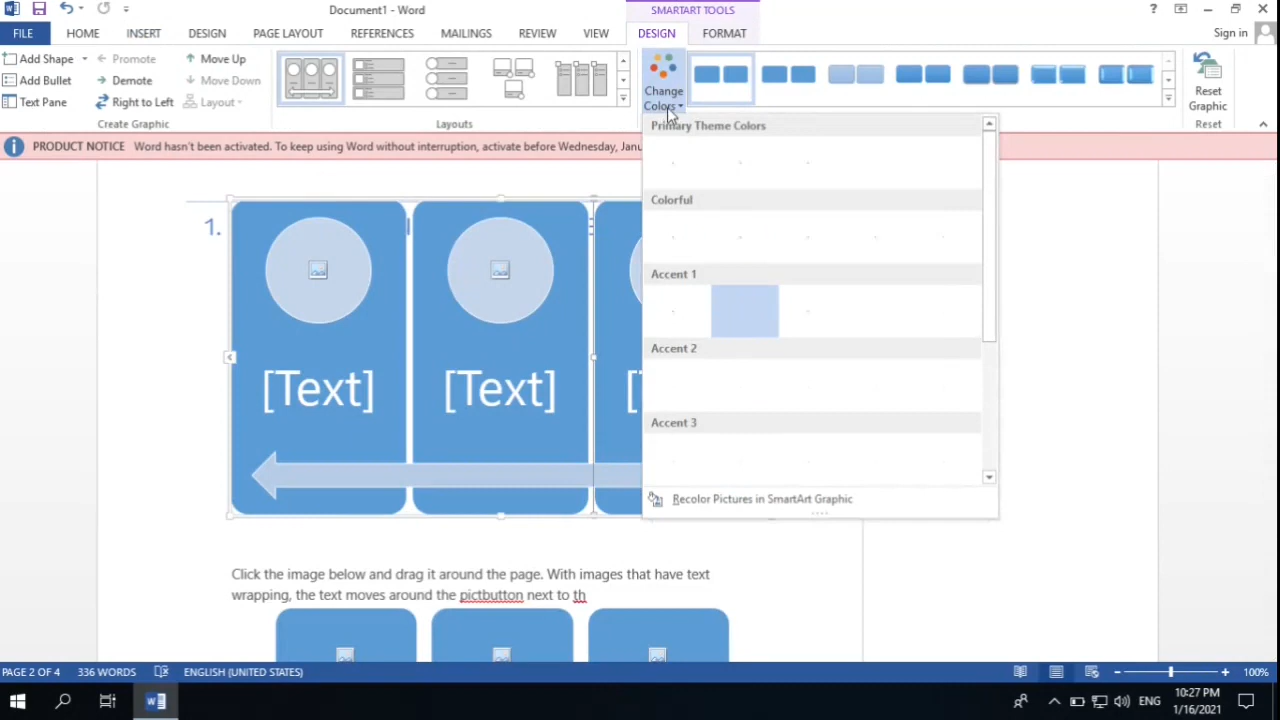 Document1 - Word
SMARTART TOOLS
?
FILE
HOME
INSERT
DESIGN
PAGE LAYOUT
REFERENCES
MAILINGS
REVIEW
VIEW
DESIGN
FORMAT
Sign in
Add Shape
Promote
Move Up
Add Bullet
Demote
Move Down
Text Pane
Right to Left
Layout
Create Graphic
Layouts
Change
Colors
Reset
Graphic
Reset
PRODUCT NOTICE Word hasn't been activated. To keep using Word without interruption, activate before Wednesday, Janu
Primary Theme Colors
Colorful
Accent 1
Accent 2
Accent 3
Recolor Pictures in SmartArt Graphic
1.
[Text]
[Text]
[T
Click the image below and drag it around the page. With images that have text
wrapping, the text moves around the pictbutton next to th
PAGE 2 OF 4
336 WORDS
ENGLISH (UNITED STATES)
100%
ENG
10:27 PM
1/16/2021